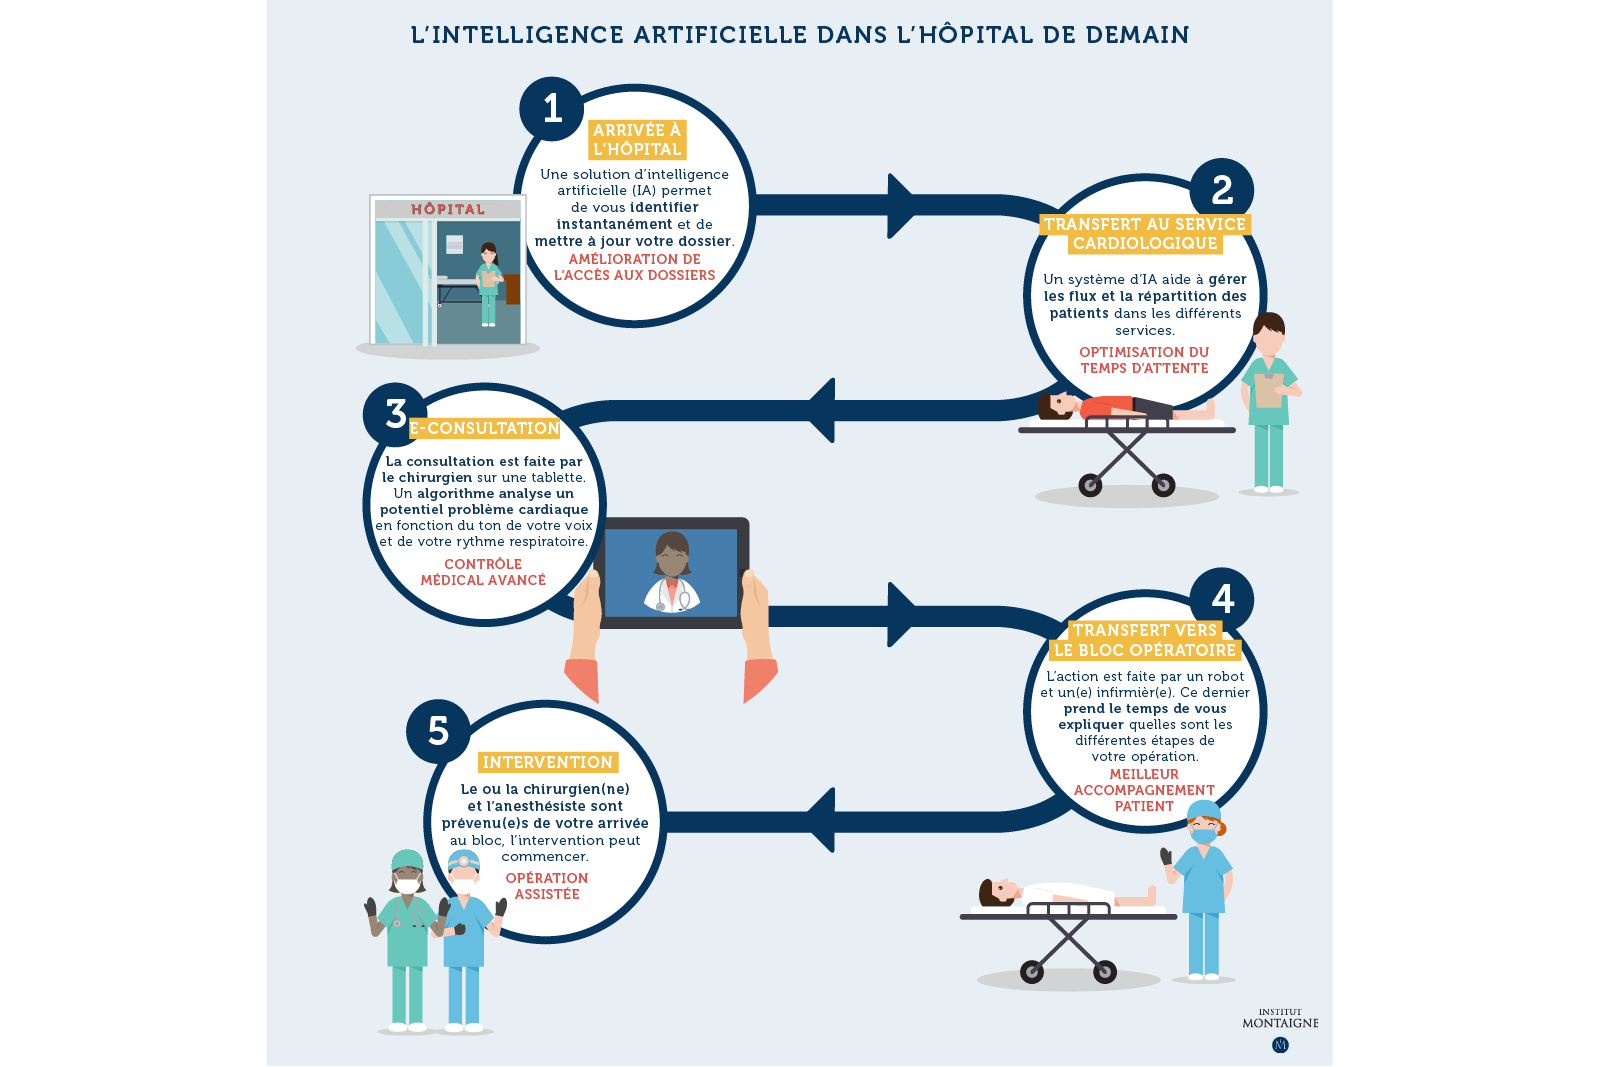 L'INTELLIGENCE ARTIFICIELLE DANS L'HÔPITAL DE DEMAIN
1
ARRIVÉE À
L'HÔPITAL
Une solution d'intelligence
artificielle (IA) permet
de vous identifier
instantanément et de
mettre à jour votre dossier.
AMÉLIORATION DE
L'ACCÈS AUX DOSSIERS
HÔPITAL
2
TRANSFERT AU SERVICE
CARDIOLOGIQUE
Un système d'IA aide à gérer
les flux et la répartition des
patients dans les différents
services.
OPTIMISATION DU
TEMPS D'ATTENTE
3
E-CONSULTATION
La consultation est faite par
le chirurgien sur une tablette.
Un algorithme analyse un
potentiel problème cardiaque
en fonction du ton de votre voix
et de votre rythme respiratoire.
CONTRÔLE
MÉDICAL AVANCÉ
4
TRANSFERT VERS
LE BLOC OPÉRATOIRE
L'action est faite par un robot
et un(e) infirmièr(e). Ce dernier
prend le temps de vous
expliquer quelles sont les
différentes étapes de
votre opération.
MEILLEUR
ACCOMPAGNEMENT
PATIENT
5
INTERVENTION
Le ou la chirurgien(ne)
et l'anesthésiste sont
prévenu(e)s de votre arrivée
au bloc, l'intervention peut
commencer.
OPÉRATION
ASSISTÉE
INSTITUT
MONTAIGNE
IM